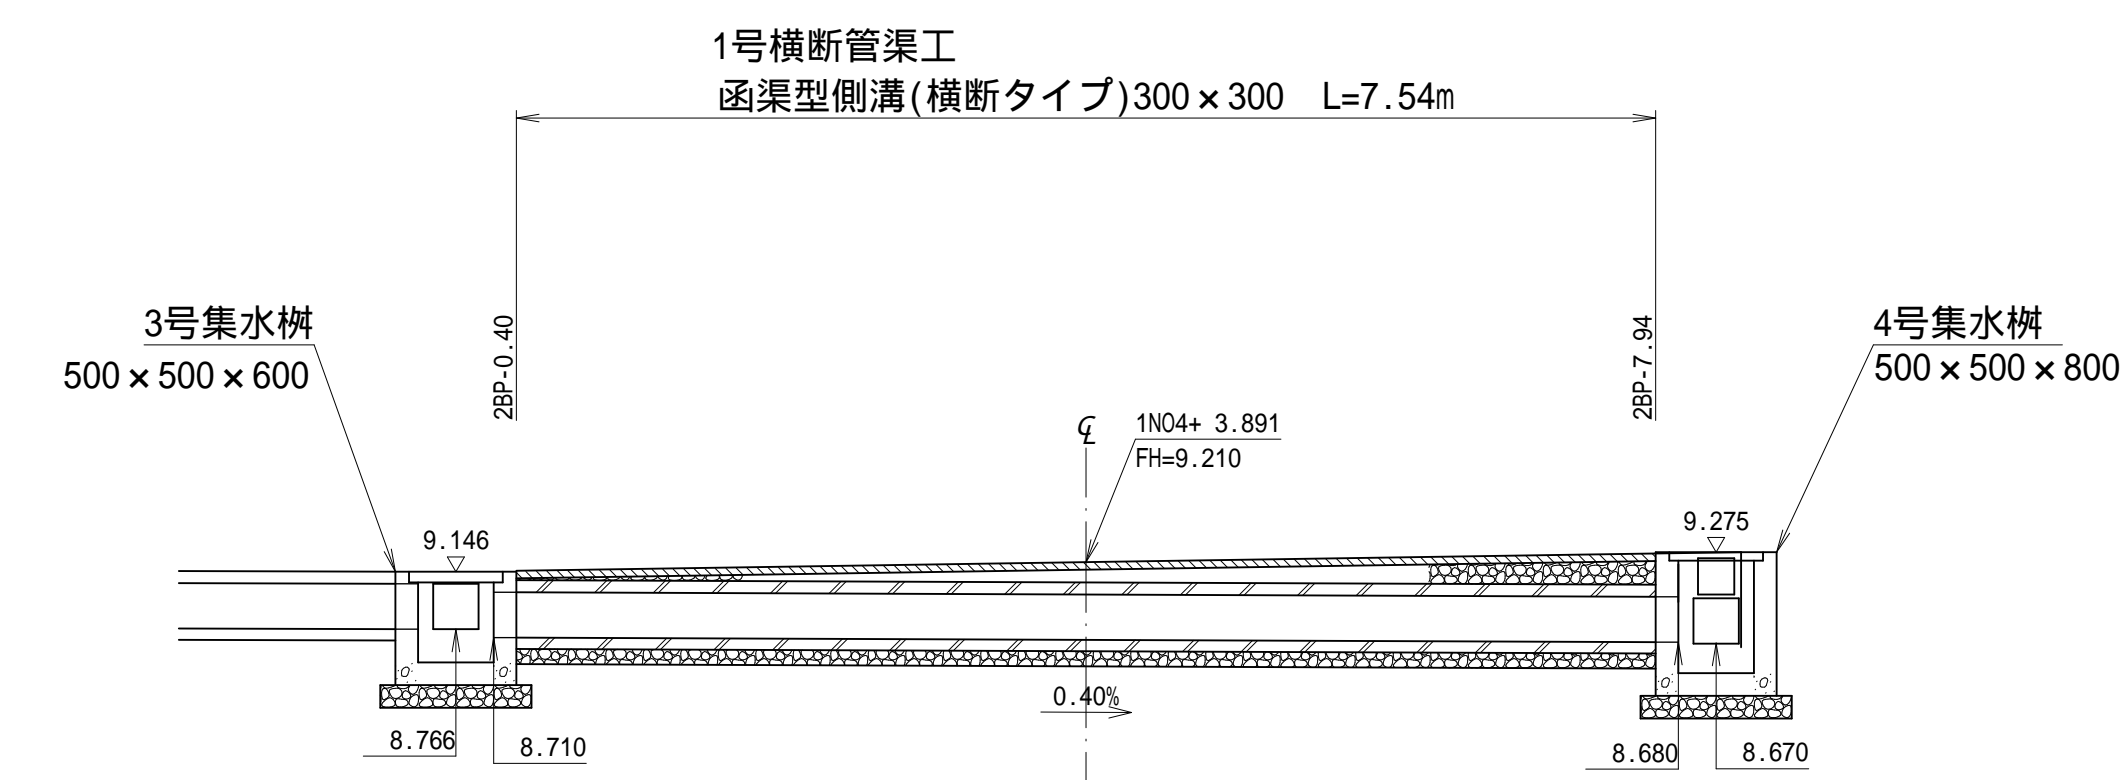 1号横断管渠工
函渠型側溝(横断タイプ)300×300　L=7.54m
3号集水桝
500×500×600
2BP-0.40
2BP-7.94
4号集水桝
500×500×800
℄
1NO4+ 3.891
FH=9.210
9.146
9.275
0.40%
8.766
8.710
8.680
8.670